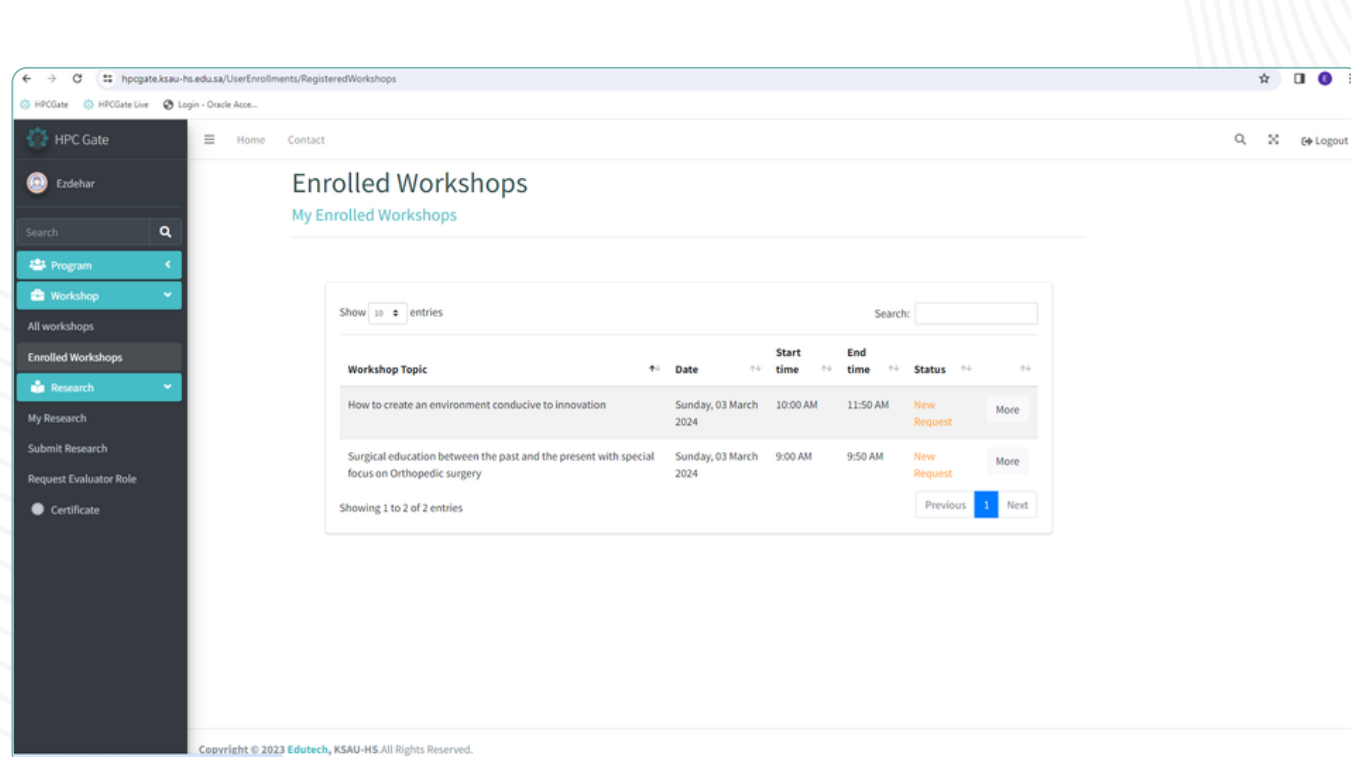 hpcgate.ksau-hs.edu.sa/UserEnrollments/RegisteredWorkshops
E
HPCGate HPCGate Live Login - Oracle Acce...
HPC Gate
Home Contact
Logout
Ezdehar
Enrolled Workshops
My Enrolled Workshops
Search
Program
Workshop
All workshops
Enrolled Workshops
Research
My Research
Submit Research
Request Evaluator Role
Certificate
Show 10 entries
Search:
Workshop Topic Date Start time End time Status
How to create an environment conducive to innovation Sunday, 03 March 10:00 AM 11:50 AM New More
2024 Request
Surgical education between the past and the present with special Sunday, 03 March 9:00 AM 9:50 AM New More
focus on Orthopedic surgery 2024 Request
Showing 1 to 2 of 2 entries
Previous 1 Next
Copyright © 2023 Edutech, KSAU-HS.All Rights Reserved.